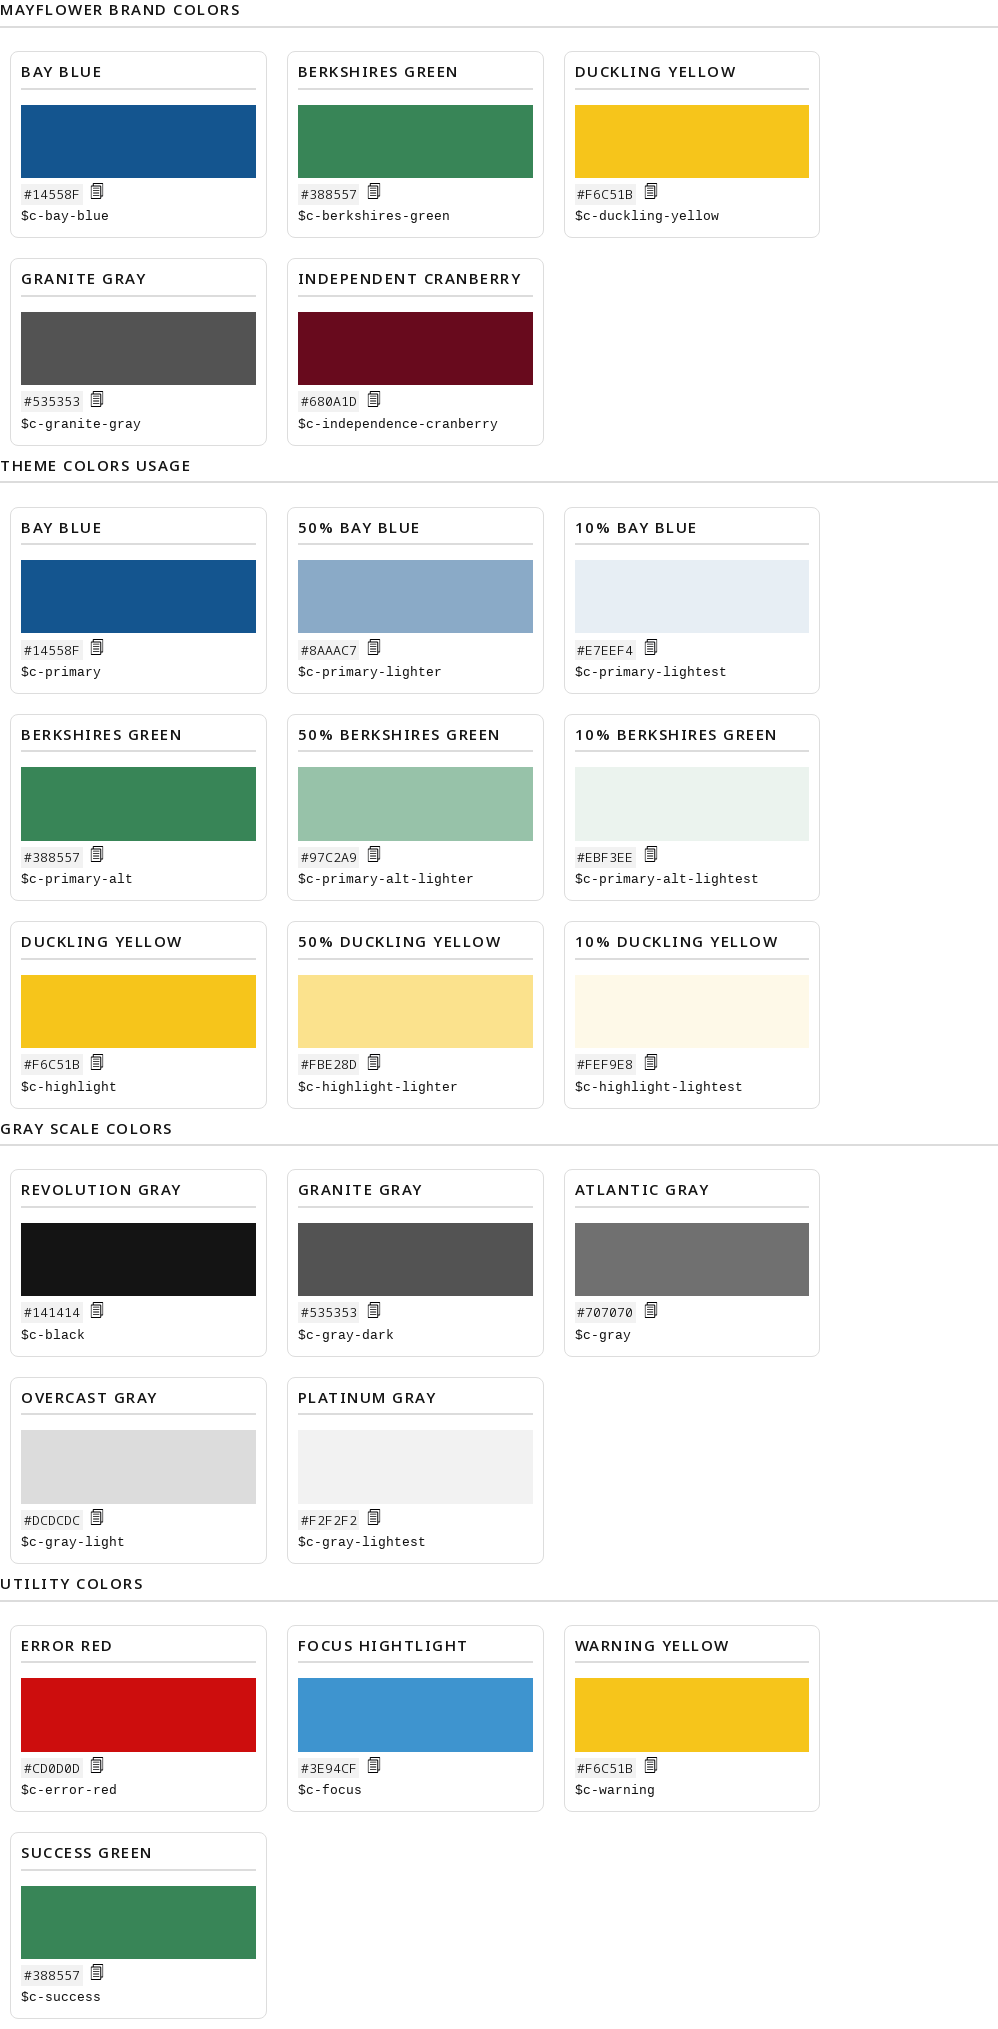 MAYFLOWER BRAND COLORS
BAY BLUE
#14558F
$c-bay-blue
BERKSHIRES GREEN
#388557
$c-berkshires-green
DUCKLING YELLOW
#F6C51B
$c-duckling-yellow
GRANITE GRAY
#535353
$c-granite-gray
INDEPENDENT CRANBERRY
#680A1D
$c-independence-cranberry
THEME COLORS USAGE
BAY BLUE
#14558F
$c-primary
50% BAY BLUE
#8AAAC7
$c-primary-lighter
10% BAY BLUE
#E7EEF4
$c-primary-lightest
BERKSHIRES GREEN
#388557
$c-primary-alt
50% BERKSHIRES GREEN
#97C2A9
$c-primary-alt-lighter
10% BERKSHIRES GREEN
#EBF3EE
$c-primary-alt-lightest
DUCKLING YELLOW
#F6C51B
$c-highlight
50% DUCKLING YELLOW
#FBE28D
$c-highlight-lighter
10% DUCKLING YELLOW
#FEF9E8
$c-highlight-lightest
GRAY SCALE COLORS
REVOLUTION GRAY
#141414
$c-black
GRANITE GRAY
#535353
$c-gray-dark
ATLANTIC GRAY
#707070
$c-gray
OVERCAST GRAY
#DCDCDC
$c-gray-light
PLATINUM GRAY
#F2F2F2
$c-gray-lightest
UTILITY COLORS
ERROR RED
#CD0D0D
$c-error-red
FOCUS HIGHTLIGHT
#3E94CF
$c-focus
WARNING YELLOW
#F6C51B
$c-warning
SUCCESS GREEN
#388557
$c-success